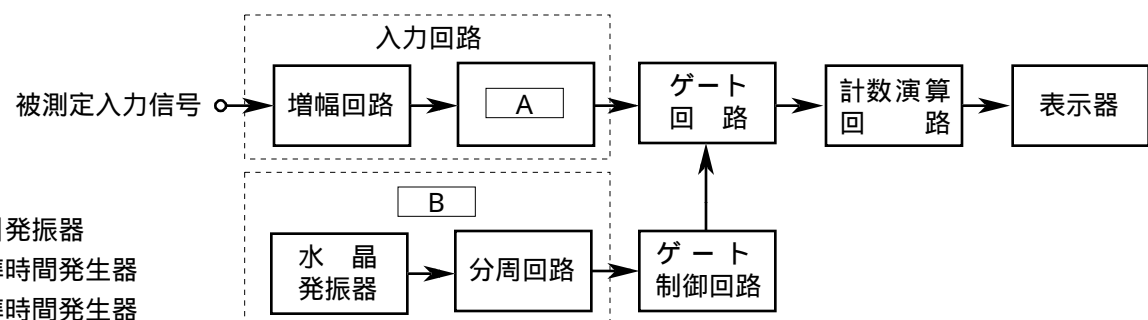 入力回路
被測定入力信号
増幅回路
A
ゲート
回 路
計数演算
回 路
表示器
B
水 晶
発振器
分周回路
ゲート
制御回路
発振器
時間発生器
時間発生器